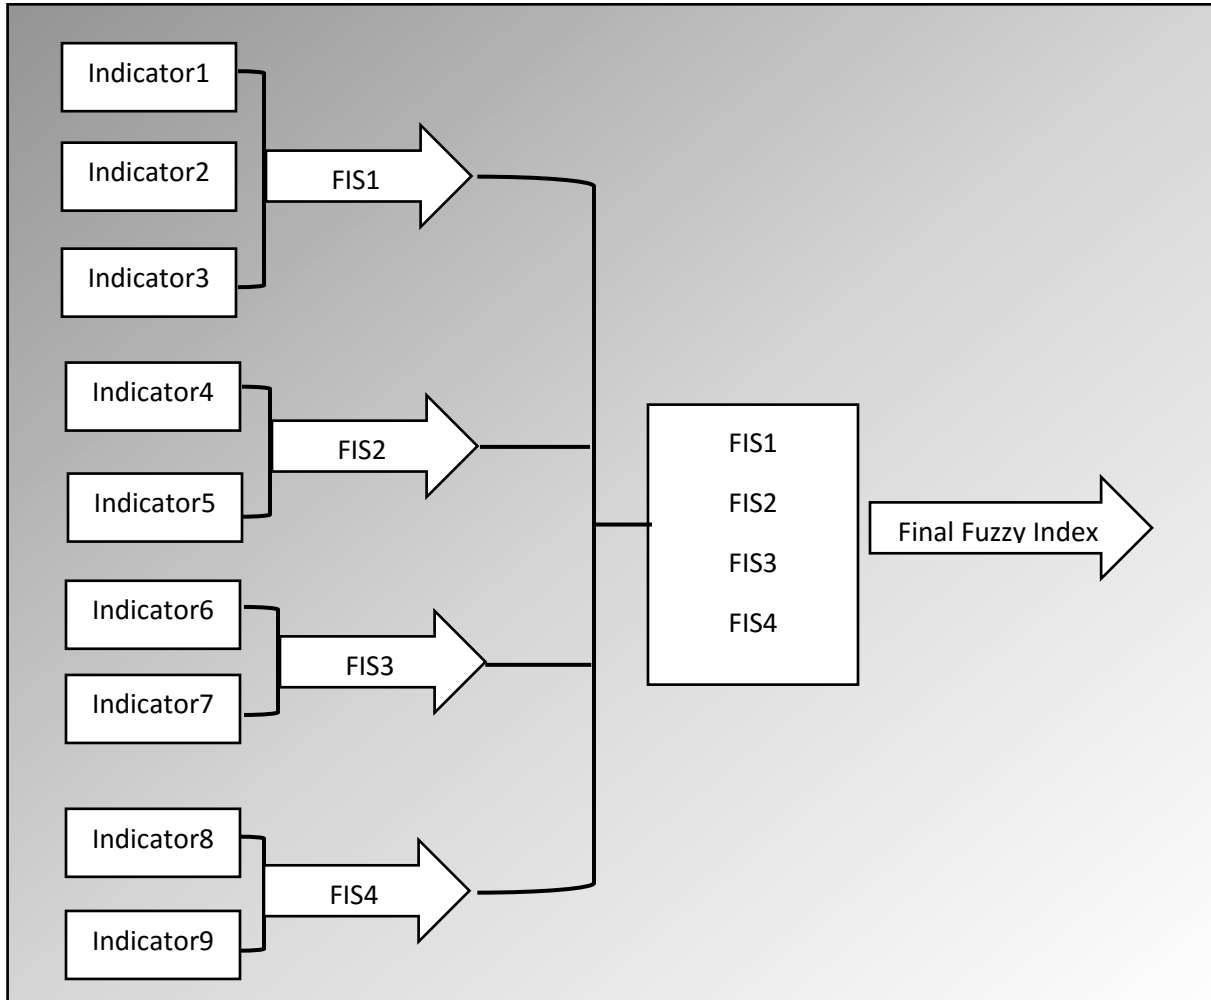 Indicator1
Indicator2
Indicator3
FIS1
Indicator4
Indicator5
FIS2
Indicator6
Indicator7
FIS3
Indicator8
Indicator9
FIS4
FIS1
FIS2
FIS3
FIS4
Final Fuzzy Index